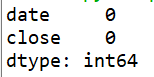 date     0
close    0
dtype: int64